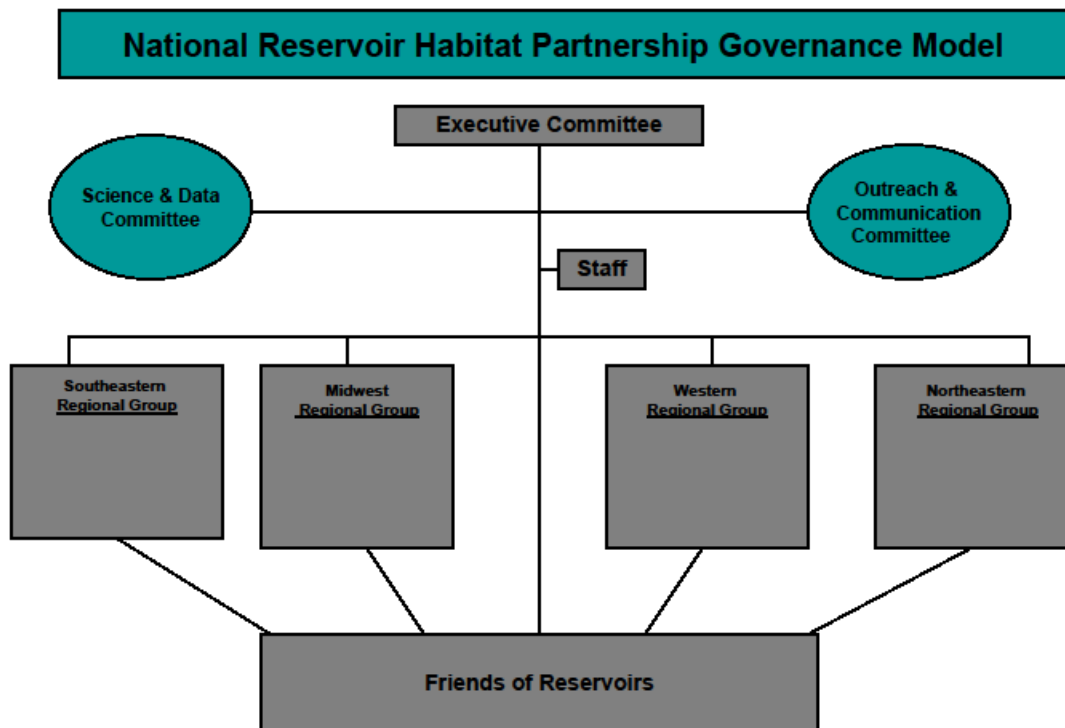 National Reservoir Habitat Partnership Governance Model
Executive Committee
Science & Data
Committee
Outreach &
Communication
Committee
Staff
Southeastern
Regional Group
Midwest
Regional Group
Western
Regional Group
Northeastern
Regional Group
Friends of Reservoirs